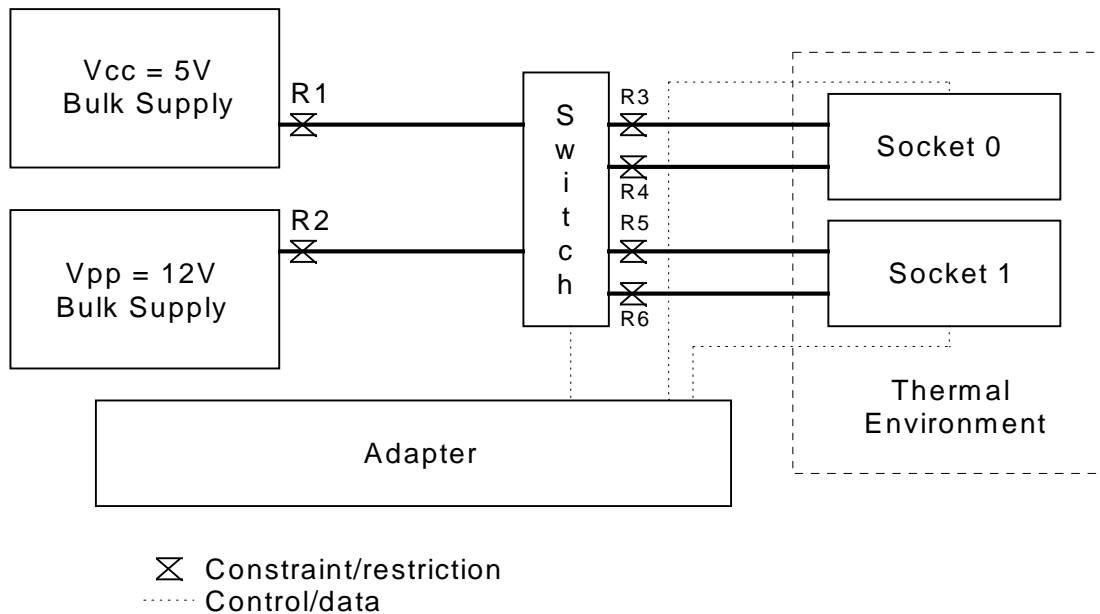 Vcc = 5V
Bulk Supply
R1
Vpp = 12V
Bulk Supply
R2
Switch
R3
R4
R5
R6
Socket 0
Socket 1
Thermal
Environment
Adapter
Constraint/restriction
Control/data